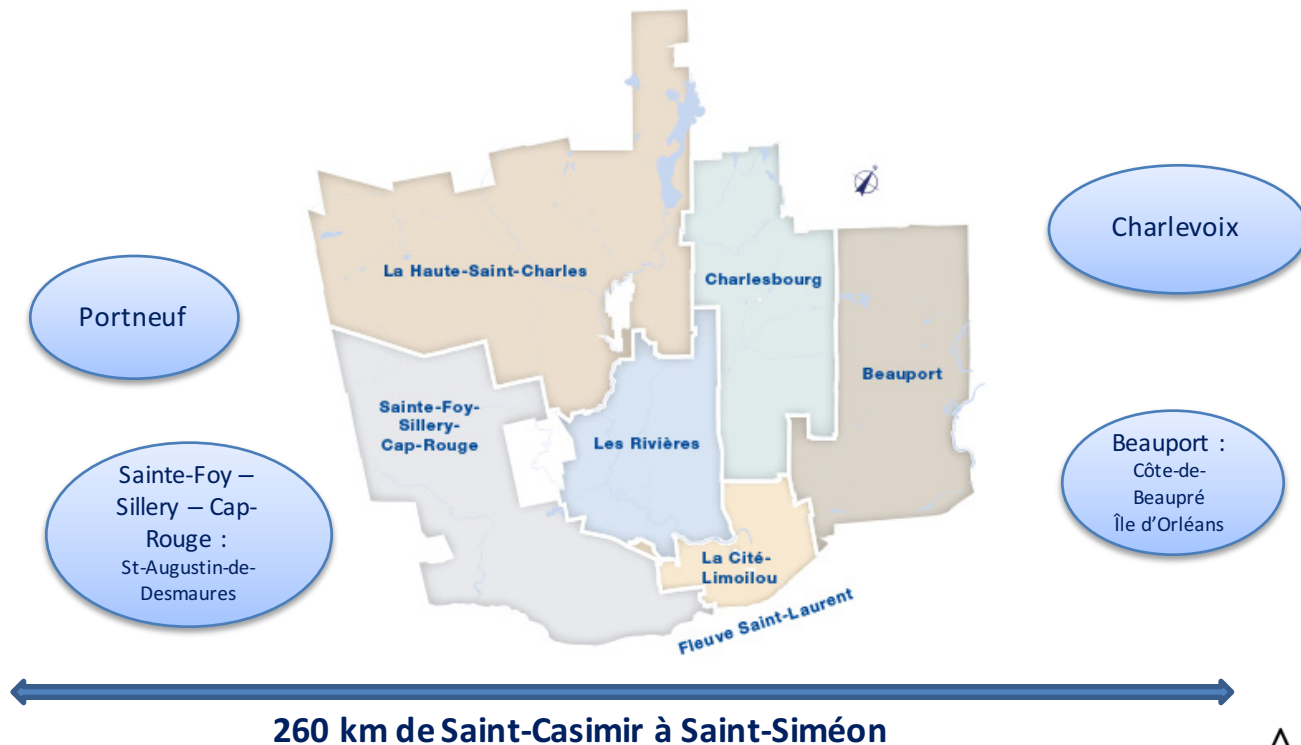 Charlevoix
La Haute-Saint-Charles
Charlesbourg
Portneuf
Beauport
Sainte-Foy-
Sillery-
Cap-Rouge
Les Rivières
Sainte-Foy –
Sillery – Cap-
Rouge :
St-Augustin-de-
Desmaures
Beauport :
Côte-de-
Beaupré
Île d’Orléans
La Cité-
Limoilou
Fleuve Saint-Laurent
260 km de Saint-Casimir à Saint-Siméon